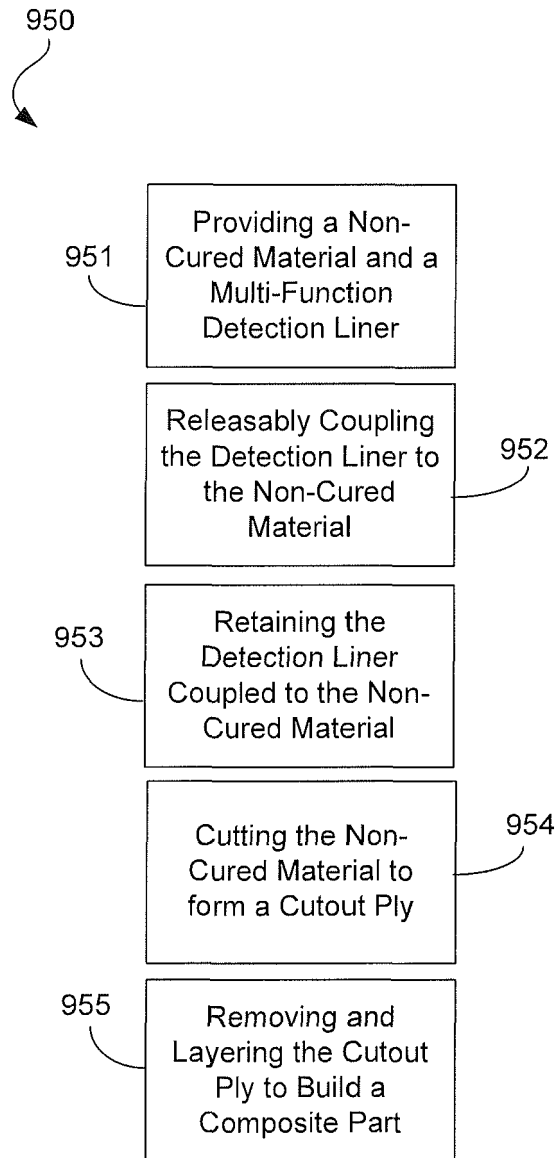 950
951
Providing a Non-
Cured Material and a
Multi-Function
Detection Liner
Releasably Coupling
the Detection Liner to
the Non-Cured
Material
952
953
Retaining the
Detection Liner
Coupled to the Non-
Cured Material
Cutting the Non-
Cured Material to
form a Cutout Ply
954
955
Removing and
Layering the Cutout
Ply to Build a
Composite Part